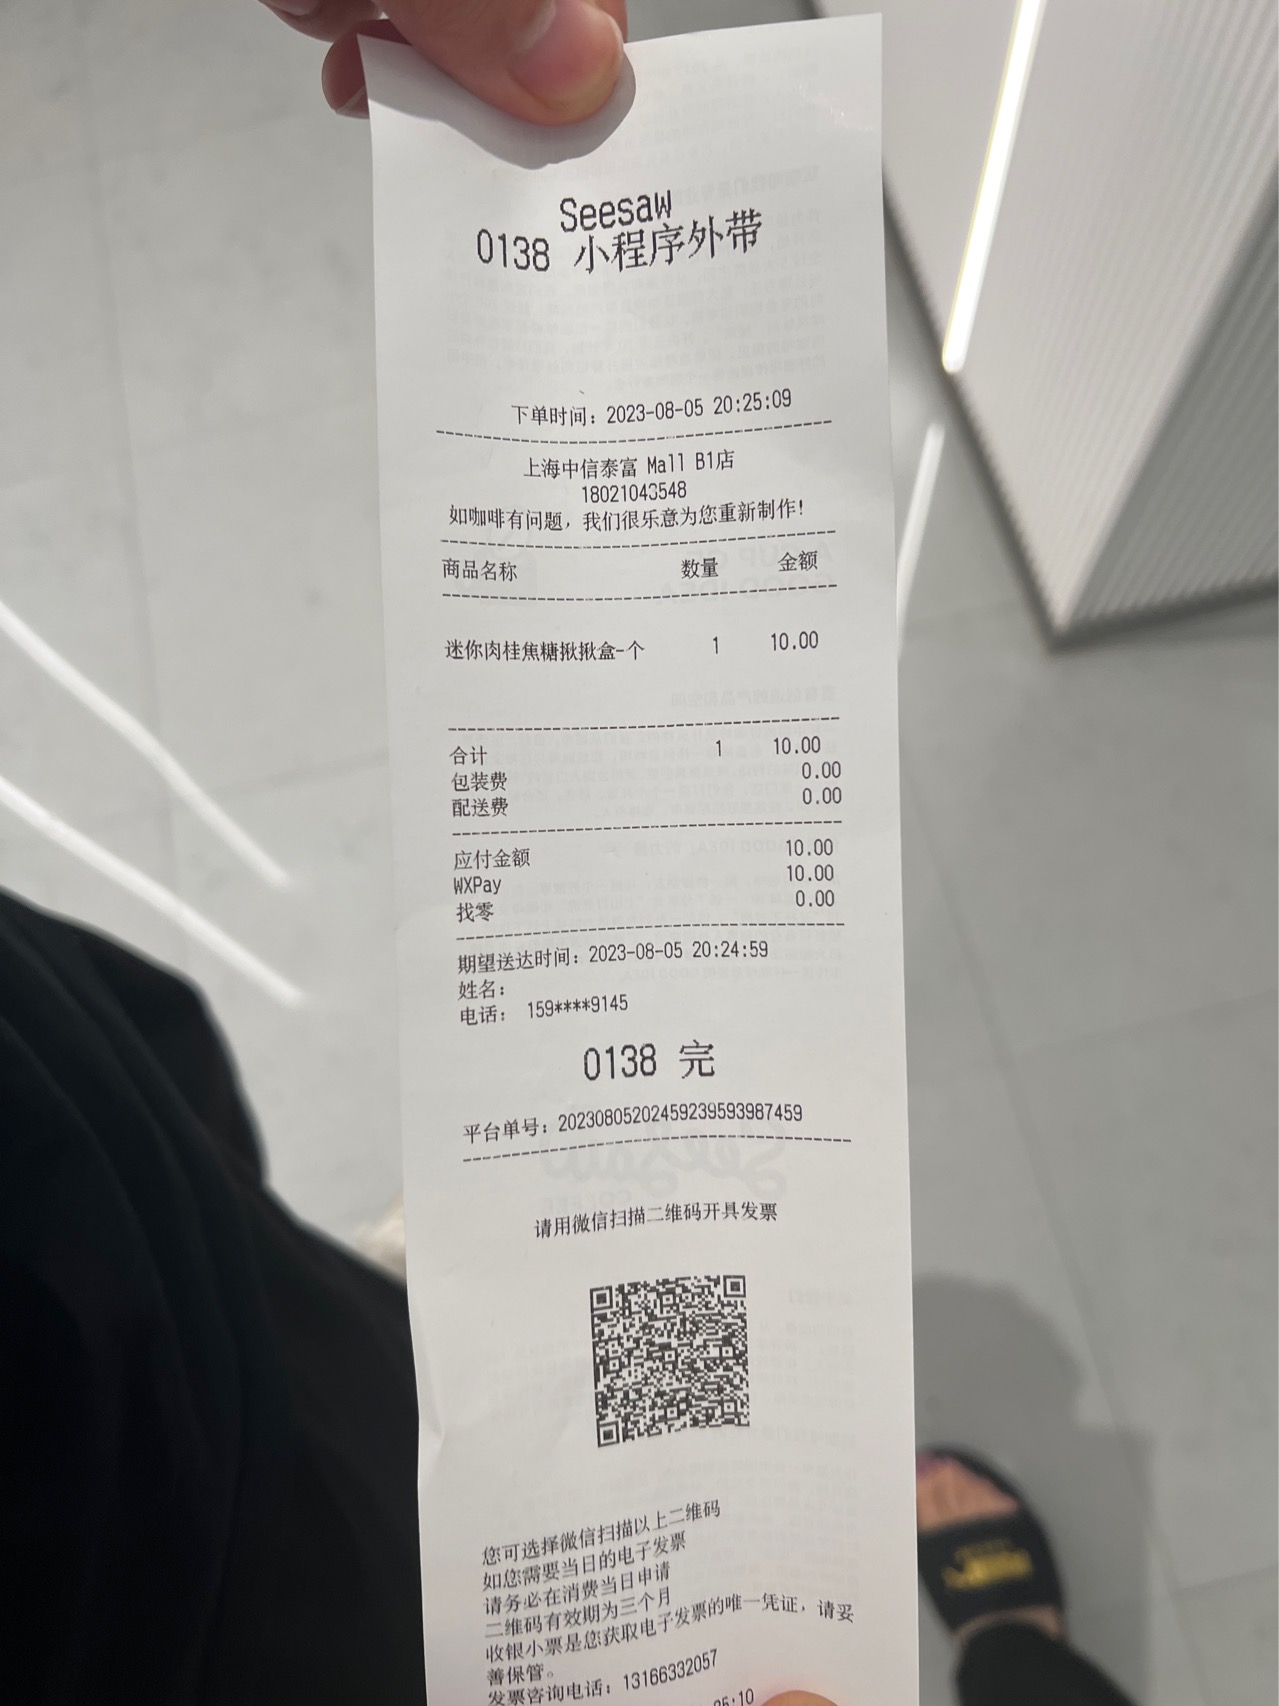 Seesaw
0138 小程序外带
下单时间：2023-08-05 20:25:09
上海中信泰富 Mall B1店
18021043548
如咖啡有问题，我们很乐意为您重新制作！
商品名称 数量 金额
迷你肉桂焦糖揪揪盒-个 1 10.00
合计 1 10.00
包装费 0.00
配送费 0.00
应付金额 10.00
WXPay 10.00
找零 0.00
期望送达时间：2023-08-05 20:24:59
姓名：
电话： 159****9145
0138 完
平台单号：20230805202459239593987459
请用微信扫描二维码开具发票
您可选择微信扫描以上二维码
如您需要当日的电子发票
请务必在消费当日申请
二维码有效期为三个月
收银小票是您获取电子发票的唯一凭证，请妥
善保管。
发票咨询电话：13166332057
25:10